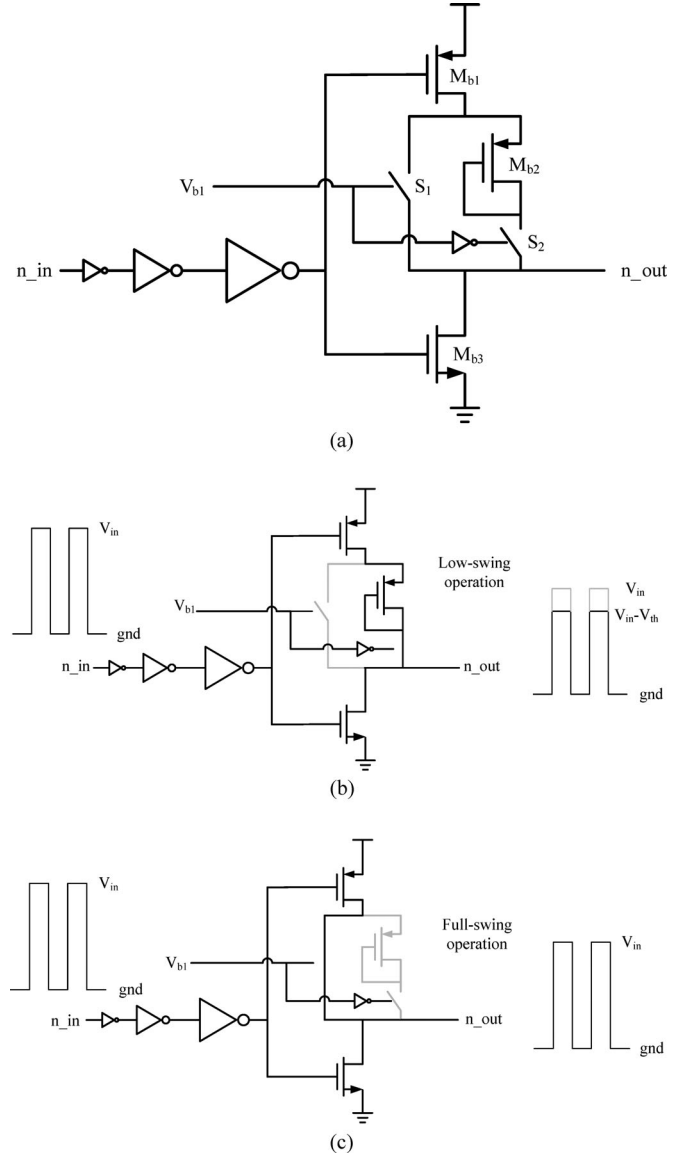 M_b1
M_b2
V_b1
S_1
S_2
n_in
n_out
M_b3
(a)
V_in
Low-swing
operation
V_in
V_in-V_th
V_b1
gnd
n_in
n_out
gnd
(b)
V_in
Full-swing
operation
V_in
V_b1
gnd
n_in
n_out
gnd
(c)